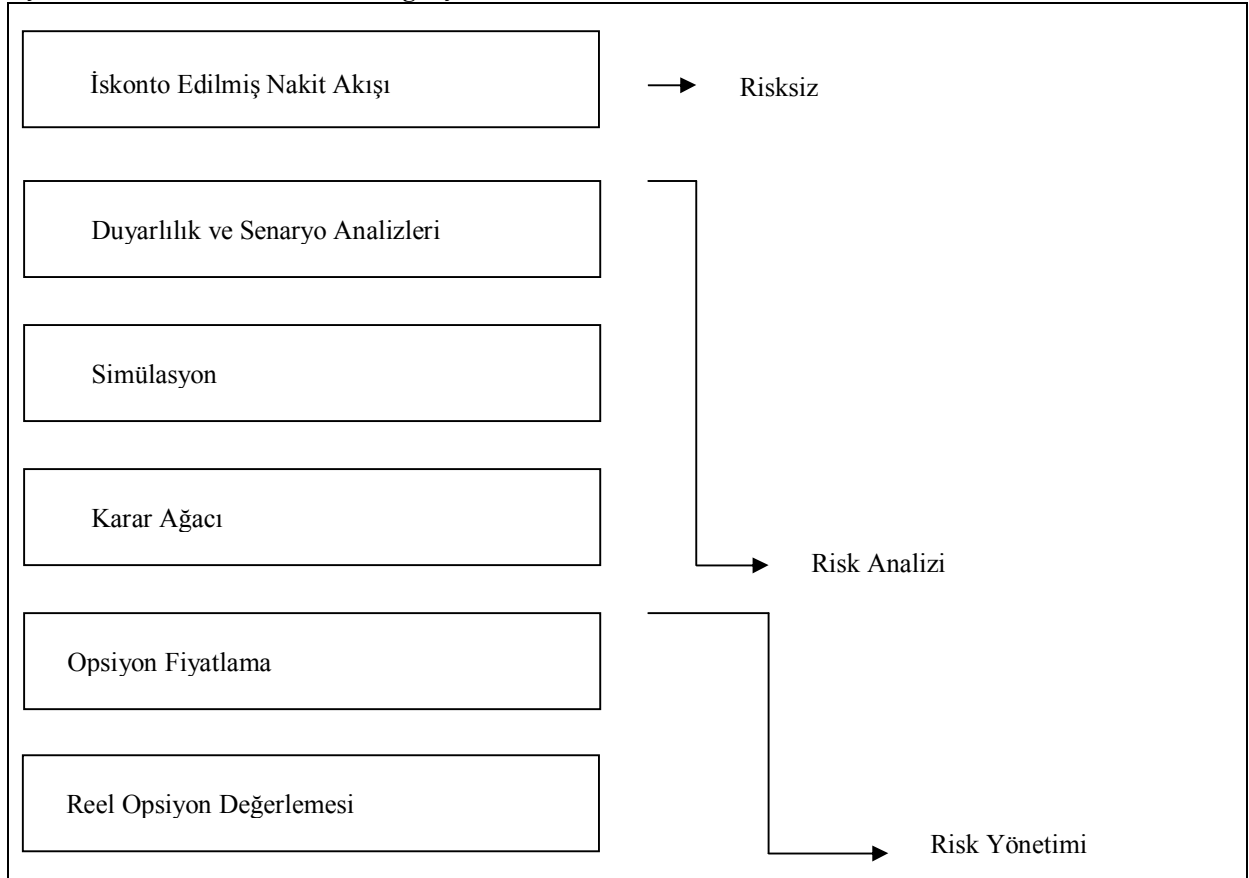 İskonto Edilmiş Nakit Akışı
Risksiz
Duyarlılık ve Senaryo Analizleri
Simülasyon
Karar Ağacı
Risk Analizi
Opsiyon Fiyatlama
Reel Opsiyon Değerlemesi
Risk Yönetimi